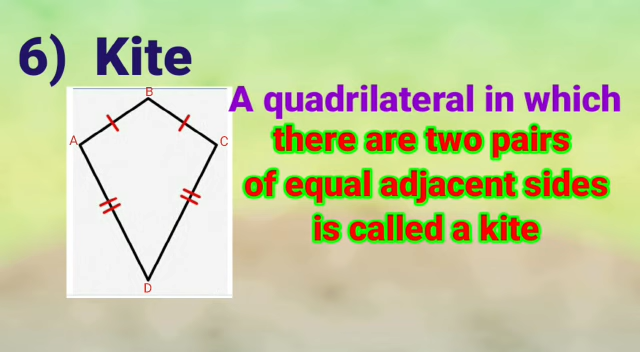 6) Kite
B
A quadrilateral in which
A
C
there are two pairs
of equal adjacent sides
is called a kite
D